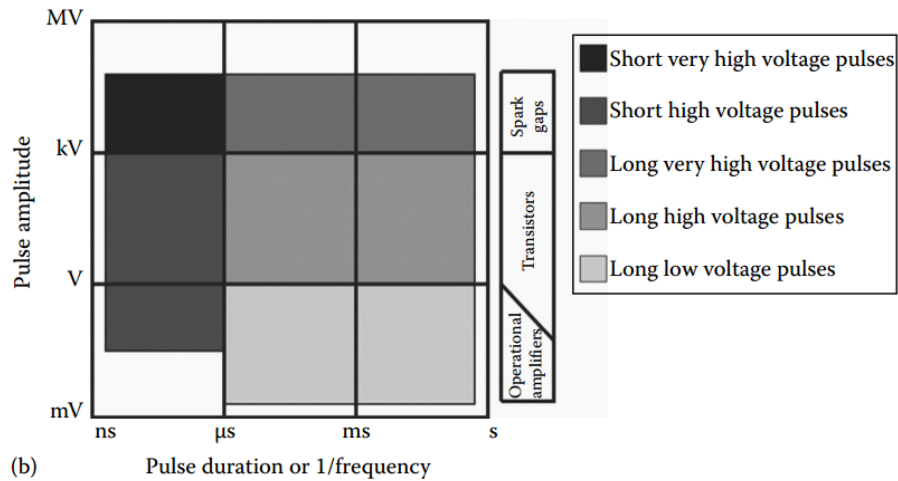 MV
kV
V
mV
Pulse amplitude
ns
μs
ms
s
(b)
Pulse duration or 1/frequency
Spark
gaps
Transistors
Operational
amplifiers
Short very high voltage pulses
Short high voltage pulses
Long very high voltage pulses
Long high voltage pulses
Long low voltage pulses